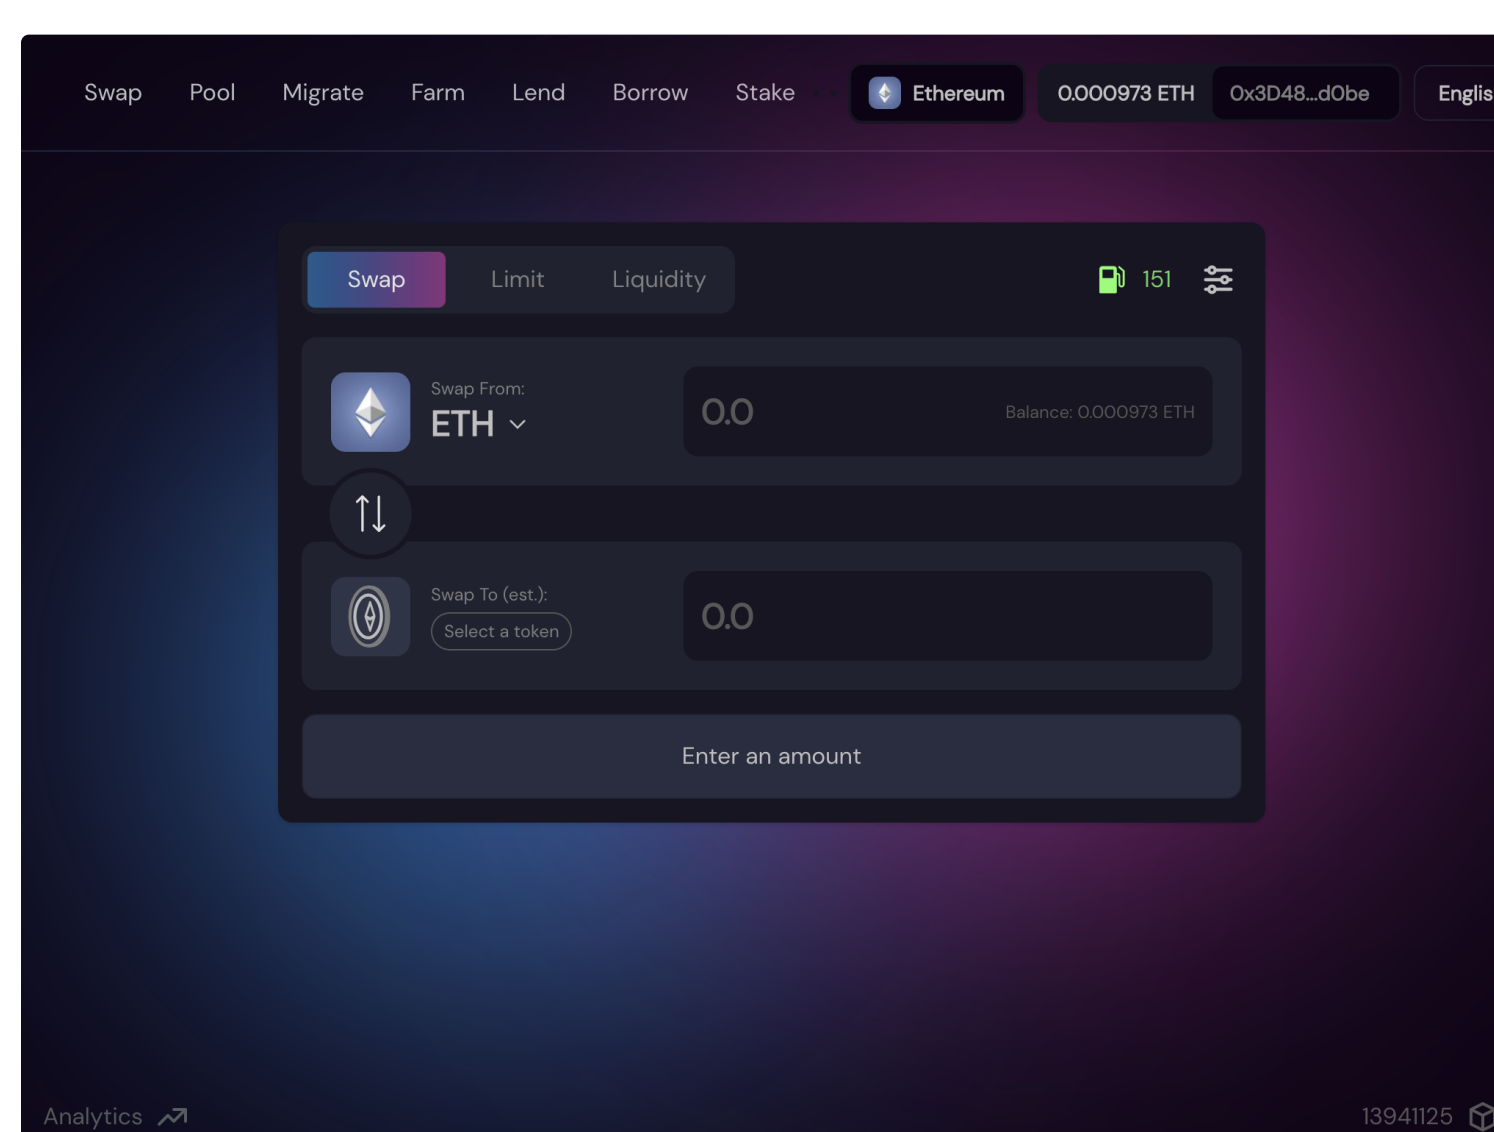 Swap Pool Migrate Farm Lend Borrow Stake Ethereum 0.000973 ETH 0x3D48...d0be Englis
Swap Limit Liquidity 151
Swap From:
ETH
0.0 Balance: 0.000973 ETH
Swap To (est.):
Select a token
0.0
Enter an amount
Analytics 13941125